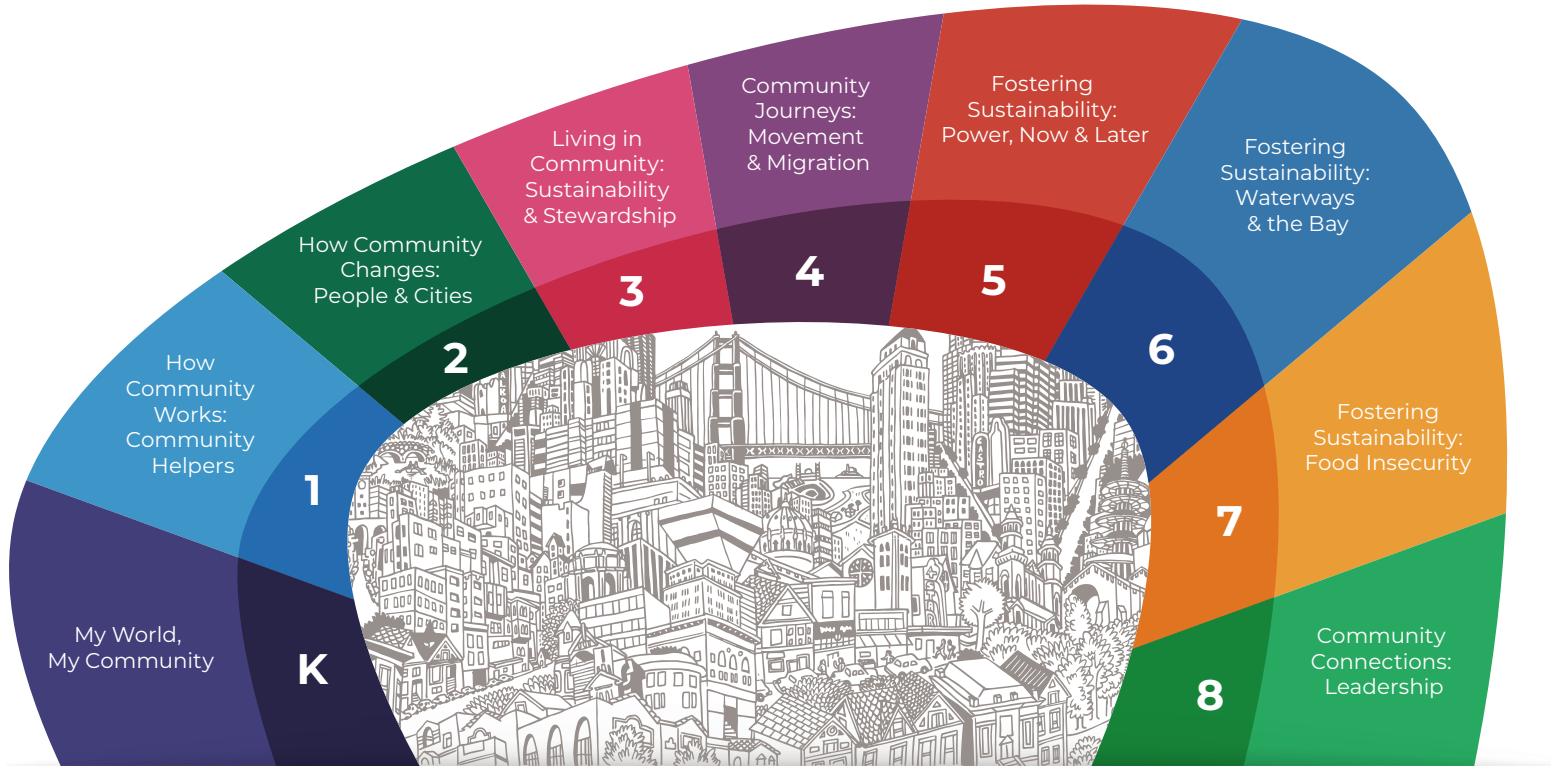 My World,
My Community
K
How
Community
Works:
Community
Helpers
1
How Community
Changes:
People & Cities
2
Living in
Community:
Sustainability
& Stewardship
3
Community
Journeys:
Movement
& Migration
4
Fostering
Sustainability:
Power, Now & Later
5
Fostering
Sustainability:
Waterways
& the Bay
6
Fostering
Sustainability:
Food Insecurity
7
Community
Connections:
Leadership
8